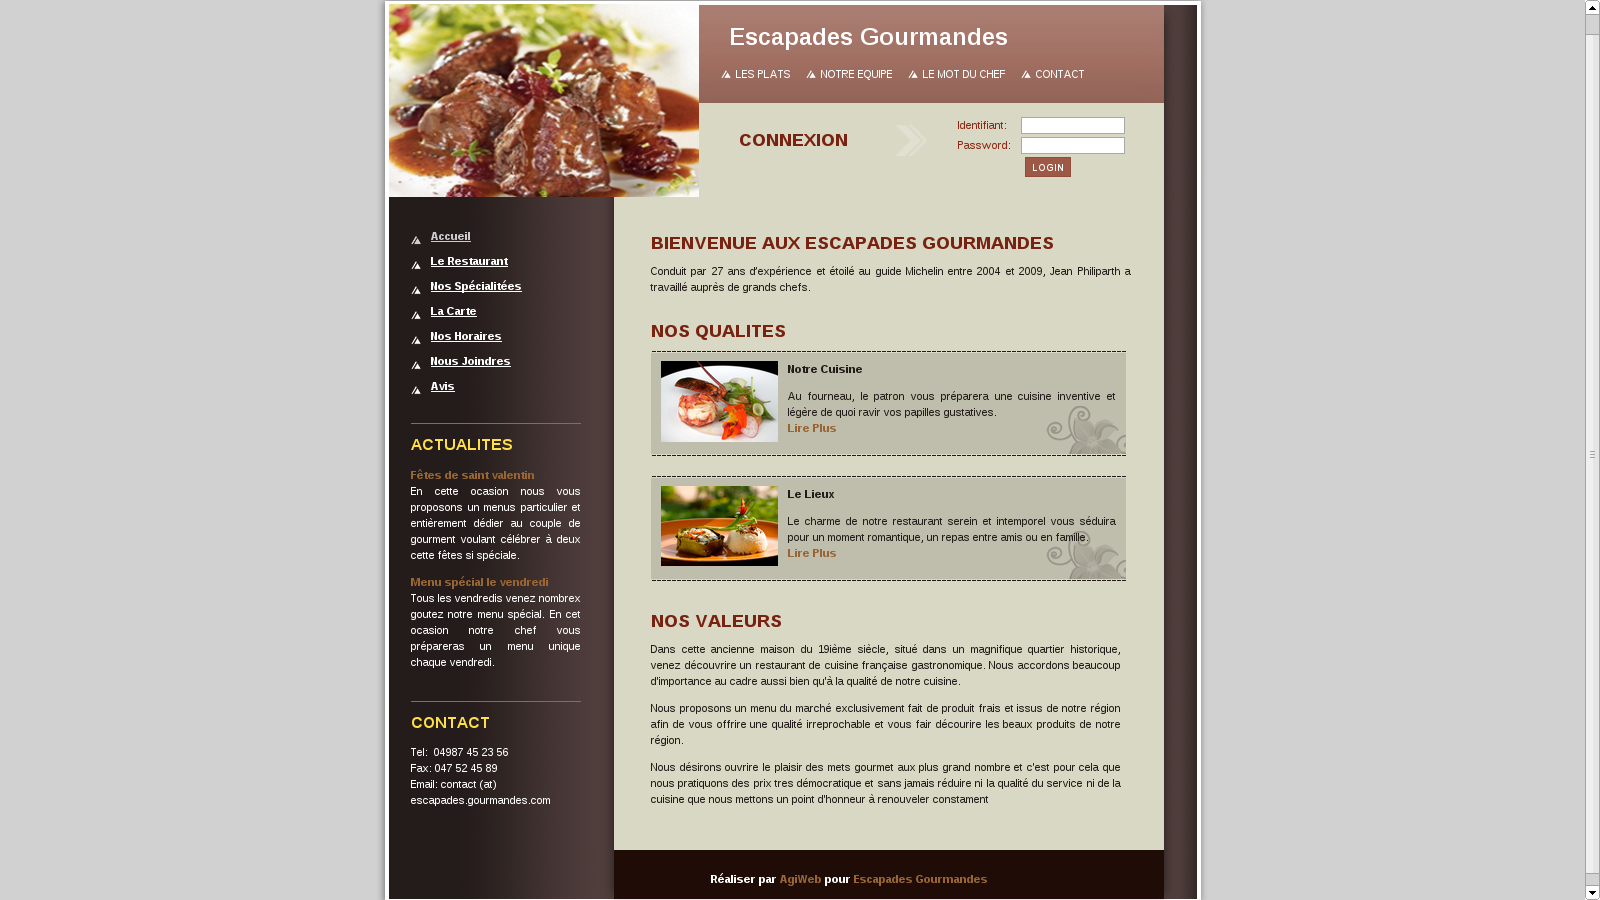 Escapades Gourmandes
LES PLATS NOTRE EQUIPE LE MOT DU CHEF CONTACT
CONNEXION
Identifiant:
Password:
LOGIN
Accueil
Le Restaurant
Nos Spécialitées
La Carte
Nos Horaires
Nous Joindres
Avis
ACTUALITES
Fêtes de saint valentin
En cette ocasion nous vous
proposons un menus particulier et
entièrement dédier au couple de
gourment voulant célébrer à deux
cette fêtes si spéciale.
Menu spécial le vendredi
Tous les vendredis venez nombrex
goutez notre menu spécial. En cet
ocasion notre chef vous
prépareras un menu unique
chaque vendredi.
CONTACT
Tel: 04987 45 23 56
Fax: 047 52 45 89
Email: contact (at)
escapades.gourmandes.com
BIENVENUE AUX ESCAPADES GOURMANDES
Conduit par 27 ans d'expérience et étoilé au guide Michelin entre 2004 et 2009, Jean Philiparth a
travaillé auprès de grands chefs.
NOS QUALITES
Notre Cuisine
Au fourneau, le patron vous préparera une cuisine inventive et
légère de quoi ravir vos papilles gustatives.
Lire Plus
Le Lieux
Le charme de notre restaurant serein et intemporel vous séduira
pour un moment romantique, un repas entre amis ou en famille.
Lire Plus
NOS VALEURS
Dans cette ancienne maison du 19ième siècle, situé dans un magnifique quartier historique,
venez découvrire un restaurant de cuisine française gastronomique. Nous accordons beaucoup
d'importance au cadre aussi bien qu'à la qualité de notre cuisine.
Nous proposons un menu du marché exclusivement fait de produit frais et issus de notre région
afin de vous offrire une qualité irreprochable et vous fair décourire les beaux produits de notre
région.
Nous désirons ouvrire le plaisir des mets gourmet aux plus grand nombre et c'est pour cela que
nous pratiquons des prix tres démocratique et sans jamais réduire ni la qualité du service ni de la
cuisine que nous mettons un point d'honneur à renouveler constament
Réaliser par AgiWeb pour Escapades Gourmandes